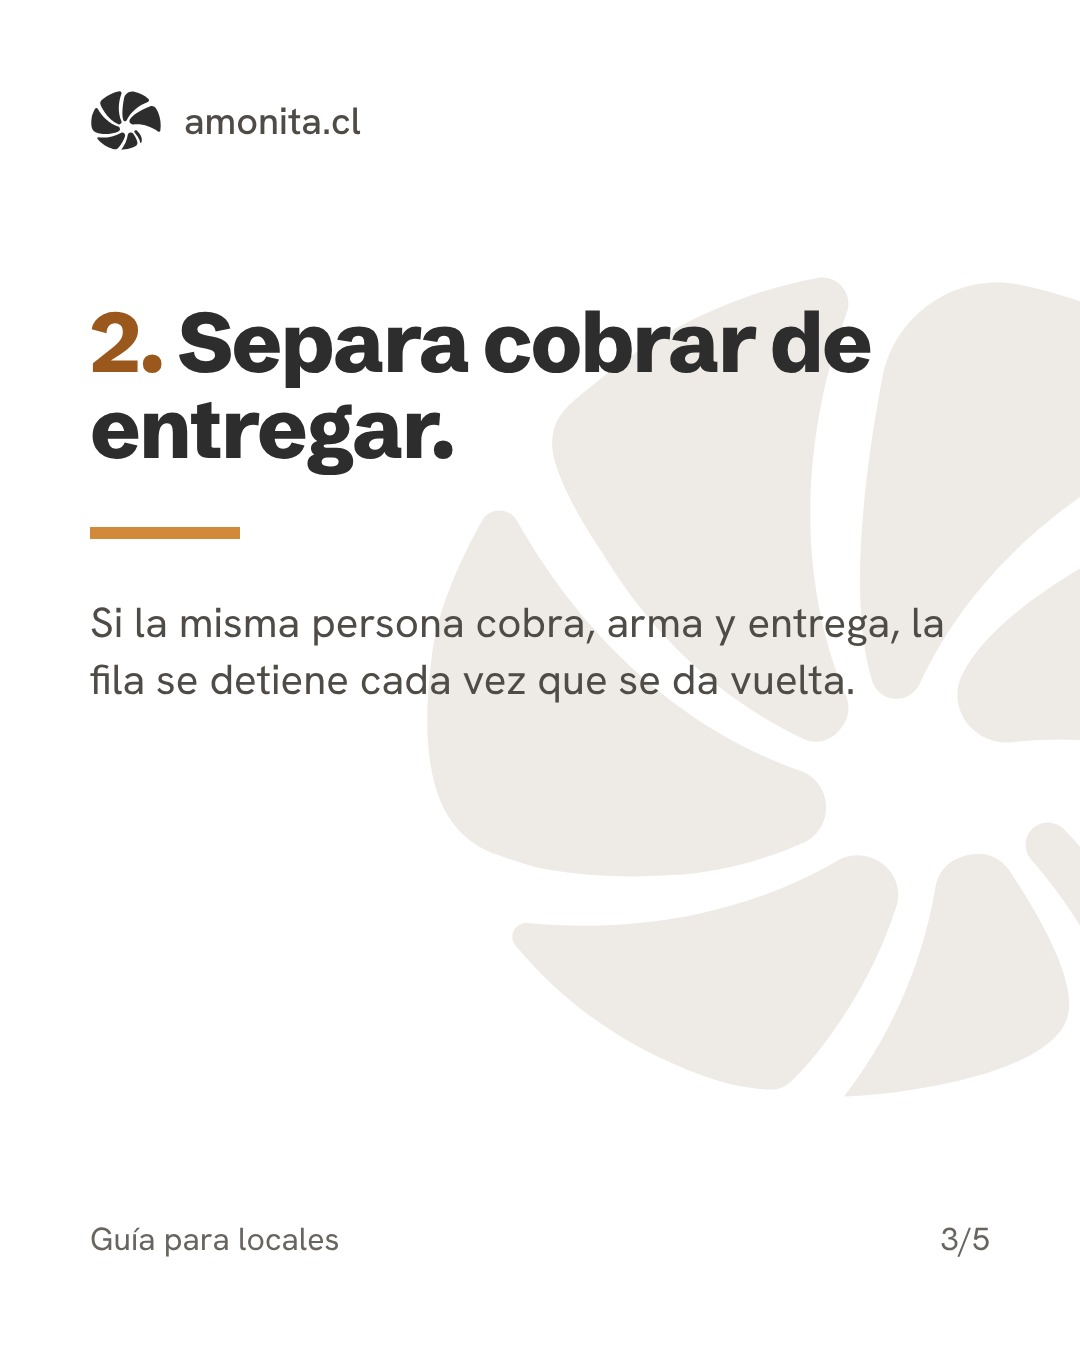 amonita.cl
2. Separa cobrar de
entregar.
Si la misma persona cobra, arma y entrega, la
fila se detiene cada vez que se da vuelta.
Guía para locales
3/5